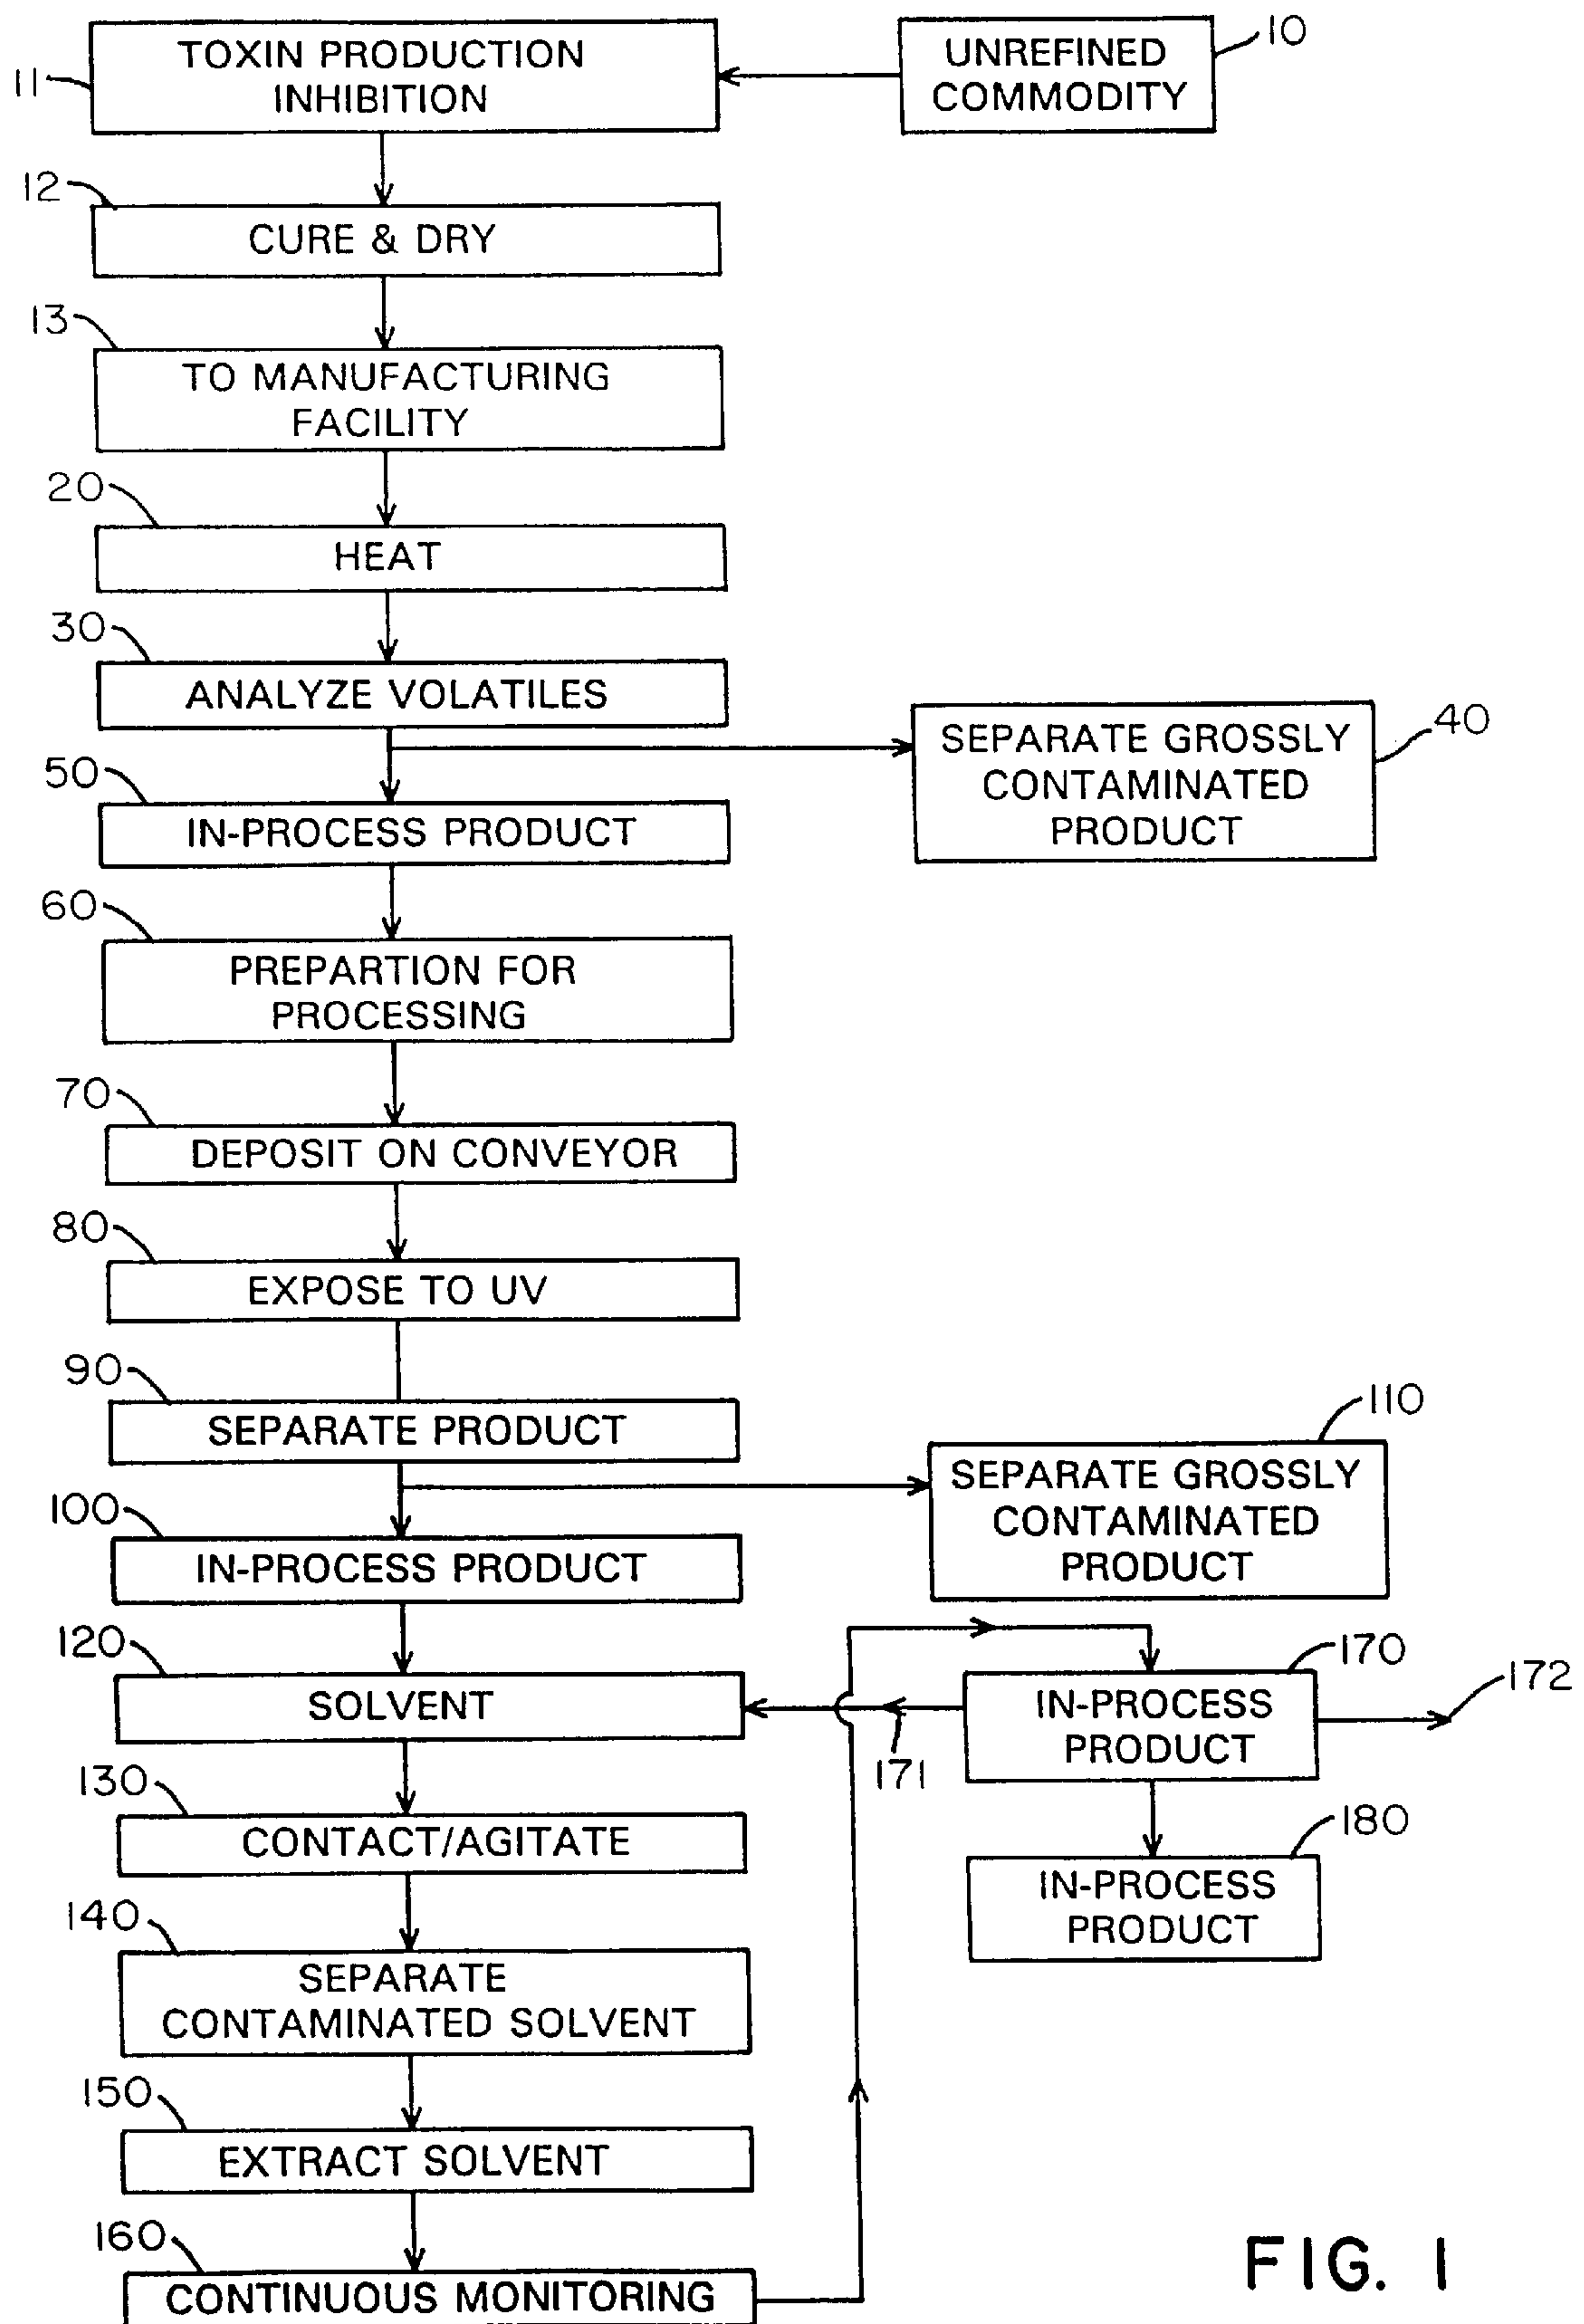 10
UNREFINED
COMMODITY
11
TOXIN PRODUCTION
INHIBITION
12
CURE & DRY
13
TO MANUFACTURING
FACILITY
20
HEAT
30
ANALYZE VOLATILES
40
SEPARATE GROSSLY
CONTAMINATED
PRODUCT
50
IN-PROCESS PRODUCT
60
PREPARTION FOR
PROCESSING
70
DEPOSIT ON CONVEYOR
80
EXPOSE TO UV
90
SEPARATE PRODUCT
110
SEPARATE GROSSLY
CONTAMINATED
PRODUCT
100
IN-PROCESS PRODUCT
120
SOLVENT
170
IN-PROCESS
PRODUCT
171
172
130
CONTACT/AGITATE
180
IN-PROCESS
PRODUCT
140
SEPARATE
CONTAMINATED SOLVENT
150
EXTRACT SOLVENT
160
CONTINUOUS MONITORING
FIG. 1